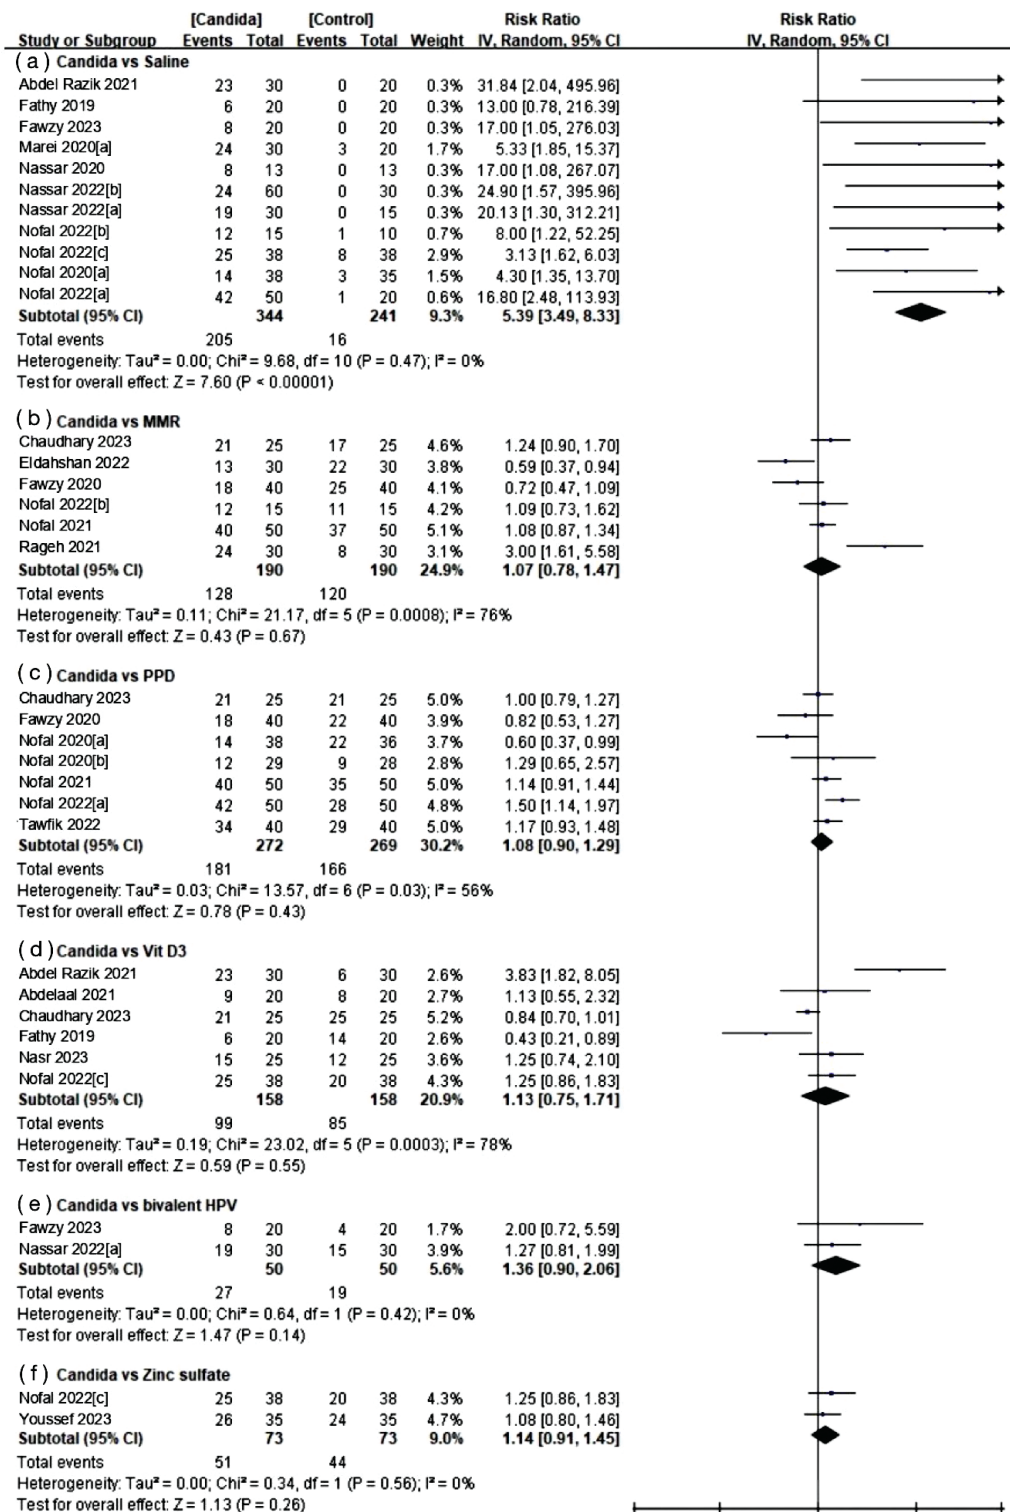 [Candida] [Control] Risk Ratio Risk Ratio
Study or Subgroup Events Total Events Total Weight IV, Random, 95% CI IV, Random, 95% CI
(a) Candida vs Saline
Abdel Razik 2021 23 30 0 20 0.3% 31.84 [2.04, 495.96]
Fathy 2019 6 20 0 20 0.3% 13.00 [0.78, 216.39]
Fawzy 2023 8 20 0 20 0.3% 17.00 [1.05, 276.03]
Marei 2020[a] 24 30 3 20 1.7% 5.33 [1.85, 15.37]
Nassar 2020 8 13 0 13 0.3% 17.00 [1.08, 267.07]
Nassar 2022[b] 24 60 0 30 0.3% 24.90 [1.57, 395.96]
Nassar 2022[a] 19 30 0 15 0.3% 20.13 [1.30, 312.21]
Nofal 2022[b] 12 15 1 10 0.7% 8.00 [1.22, 52.25]
Nofal 2022[c] 25 38 8 38 2.9% 3.13 [1.62, 6.03]
Nofal 2020[a] 14 38 3 35 1.5% 4.30 [1.35, 13.70]
Nofal 2022[a] 42 50 1 20 0.6% 16.80 [2.48, 113.93]
Subtotal (95% CI) 344 241 9.3% 5.39 [3.49, 8.33]
Total events 205 16
Heterogeneity: Tau² = 0.00; Chi² = 9.68, df = 10 (P = 0.47); I² = 0%
Test for overall effect: Z = 7.60 (P < 0.00001)
(b) Candida vs MMR
Chaudhary 2023 21 25 17 25 4.6% 1.24 [0.90, 1.70]
Eldahshan 2022 13 30 22 30 3.8% 0.59 [0.37, 0.94]
Fawzy 2020 18 40 25 40 4.1% 0.72 [0.47, 1.09]
Nofal 2022[b] 12 15 11 15 4.2% 1.09 [0.73, 1.62]
Nofal 2021 40 50 37 50 5.1% 1.08 [0.87, 1.34]
Rageh 2021 24 30 8 30 3.1% 3.00 [1.61, 5.58]
Subtotal (95% CI) 190 190 24.9% 1.07 [0.78, 1.47]
Total events 128 120
Heterogeneity: Tau² = 0.11; Chi² = 21.17, df = 5 (P = 0.0008); I² = 76%
Test for overall effect: Z = 0.43 (P = 0.67)
(c) Candida vs PPD
Chaudhary 2023 21 25 21 25 5.0% 1.00 [0.79, 1.27]
Fawzy 2020 18 40 22 40 3.9% 0.82 [0.53, 1.27]
Nofal 2020[a] 14 38 22 36 3.7% 0.60 [0.37, 0.99]
Nofal 2020[b] 12 29 9 28 2.8% 1.29 [0.65, 2.57]
Nofal 2021 40 50 35 50 5.0% 1.14 [0.91, 1.44]
Nofal 2022[a] 42 50 28 50 4.8% 1.50 [1.14, 1.97]
Tawfik 2022 34 40 29 40 5.0% 1.17 [0.93, 1.48]
Subtotal (95% CI) 272 269 30.2% 1.08 [0.90, 1.29]
Total events 181 166
Heterogeneity: Tau² = 0.03; Chi² = 13.57, df = 6 (P = 0.03); I² = 56%
Test for overall effect: Z = 0.78 (P = 0.43)
(d) Candida vs Vit D3
Abdel Razik 2021 23 30 6 30 2.6% 3.83 [1.82, 8.05]
Abdelaal 2021 9 20 8 20 2.7% 1.13 [0.55, 2.32]
Chaudhary 2023 21 25 25 25 5.2% 0.84 [0.70, 1.01]
Fathy 2019 6 20 14 20 2.6% 0.43 [0.21, 0.89]
Nasr 2023 15 25 12 25 3.6% 1.25 [0.74, 2.10]
Nofal 2022[c] 25 38 20 38 4.3% 1.25 [0.86, 1.83]
Subtotal (95% CI) 158 158 20.9% 1.13 [0.75, 1.71]
Total events 99 85
Heterogeneity: Tau² = 0.19; Chi² = 23.02, df = 5 (P = 0.0003); I² = 78%
Test for overall effect: Z = 0.59 (P = 0.55)
(e) Candida vs bivalent HPV
Fawzy 2023 8 20 4 20 1.7% 2.00 [0.72, 5.59]
Nassar 2022[a] 19 30 15 30 3.9% 1.27 [0.81, 1.99]
Subtotal (95% CI) 50 50 5.6% 1.36 [0.90, 2.06]
Total events 27 19
Heterogeneity: Tau² = 0.00; Chi² = 0.64, df = 1 (P = 0.42); I² = 0%
Test for overall effect: Z = 1.47 (P = 0.14)
(f) Candida vs Zinc sulfate
Nofal 2022[c] 25 38 20 38 4.3% 1.25 [0.86, 1.83]
Youssef 2023 26 35 24 35 4.7% 1.08 [0.80, 1.46]
Subtotal (95% CI) 73 73 9.0% 1.14 [0.91, 1.45]
Total events 51 44
Heterogeneity: Tau² = 0.00; Chi² = 0.34, df = 1 (P = 0.56); I² = 0%
Test for overall effect: Z = 1.13 (P = 0.26)